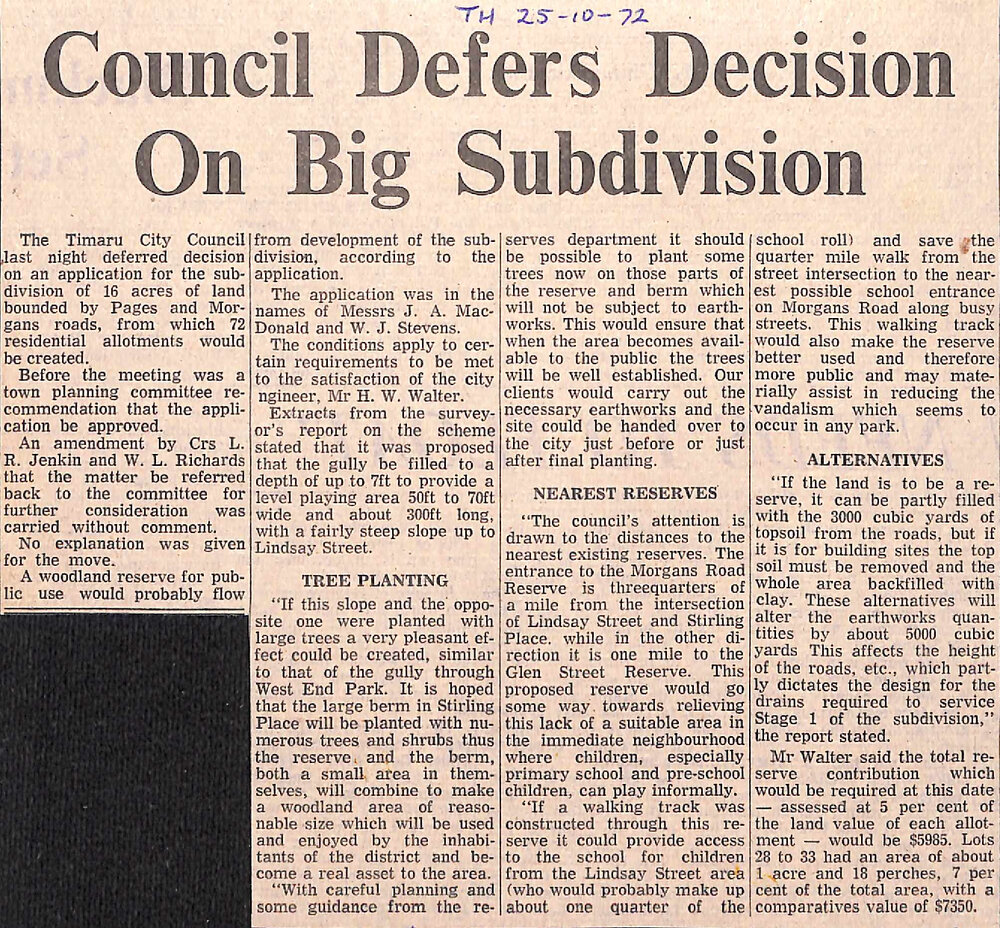 TH 25-10-72
Council Defers Decision
On Big Subdivision
The Timaru City Council
last night deferred decision
on an application for the sub-
division of 16 acres of land
bounded by Pages and Mor-
gans roads, from which 72
residential allotments would
be created.
Before the meeting was a
town planning committee re-
commendation that the appli-
cation be approved.
An amendment by Crs L.
R. Jenkin and W. L. Richards
that the matter be referred
back to the committee for
further consideration was
carried without comment.
No explanation was given
for the move.
A woodland reserve for pub-
lic use would probably flow
from development of the sub-
division, according to the
application.
The application was in the
names of Messrs J. A. Mac-
Donald and W. J. Stevens.
The conditions apply to cer-
tain requirements to be met
to the satisfaction of the city
ngineer, Mr H. W. Walter.
Extracts from the survey-
or's report on the scheme
stated that it was proposed
that the gully be filled to a
depth of up to 7ft to provide a
level playing area 50ft to 70ft
wide and about 300ft long,
with a fairly steep slope up to
Lindsay Street.
TREE PLANTING
"If this slope and the oppo-
site one were planted with
large trees a very pleasant ef-
fect could be created, similar
to that of the gully through
West End Park. It is hoped
that the large berm in Stirling
Place will be planted with nu-
merous trees and shrubs thus
the reserve and the berm,
both a small area in them-
selves, will combine to make
a woodland area of reaso-
nable size which will be used
and enjoyed by the inhabi-
tants of the district and be-
come a real asset to the area.
"With careful planning and
some guidance from the re-
serves department it should
be possible to plant some
trees now on those parts of
the reserve and berm which
will not be subject to earth-
works. This would ensure that
when the area becomes avail-
able to the public the trees
will be well established. Our
clients would carry out the
necessary earthworks and the
site could be handed over to
the city just before or just
after final planting.
NEAREST RESERVES
"The council's attention is
drawn to the distances to the
nearest existing reserves. The
entrance to the Morgans Road
Reserve is threequarters of
a mile from the intersection
of Lindsay Street and Stirling
Place. while in the other di-
rection it is one mile to the
Glen Street Reserve. This
proposed reserve would go
some way towards relieving
this lack of a suitable area in
the immediate neighbourhood
where children, especially
primary school and pre-school
children, can play informally.
"If a walking track was
constructed through this re-
serve it could provide access
to the school for children
from the Lindsay Street area
(who would probably make up
about one quarter of the
school roll) and save the
quarter mile walk from the
street intersection to the near-
est possible school entrance
on Morgans Road along busy
streets. This walking track
would also make the reserve
better used and therefore
more public and may mate-
rially assist in reducing the
vandalism which seems to
occur in any park.
ALTERNATIVES
"If the land is to be a re-
serve, it can be partly filled
with the 3000 cubic yards of
topsoil from the roads, but if
it is for building sites the top
soil must be removed and the
whole area backfilled with
clay. These alternatives will
alter the earthworks quan-
tities by about 5000 cubic
yards This affects the height
of the roads, etc., which part-
ly dictates the design for the
drains required to service
Stage 1 of the subdivision,"
the report stated.
Mr Walter said the total re-
serve contribution which
would be required at this date
— assessed at 5 per cent of
the land value of each allot-
ment — would be $5985. Lots
28 to 33 had an area of about
1 acre and 18 perches, 7 per
cent of the total area, with a
comparatives value of $7350.